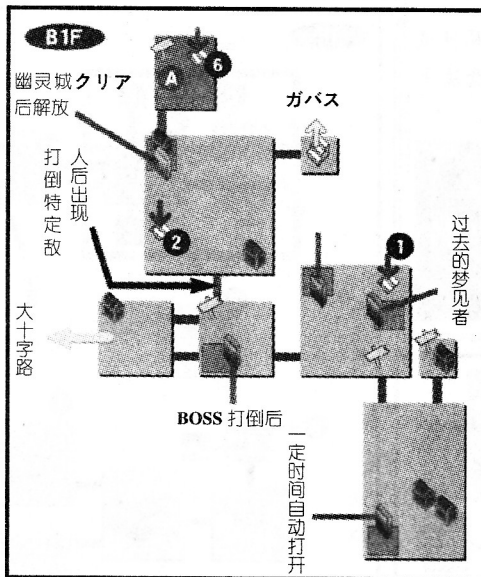 B1F
A
6
幽灵城クリア
后解放
ガバス
人后出现
打倒特定敌
2
1
过去的梦见者
大十字路
BOSS 打倒后
一定时间自动打开